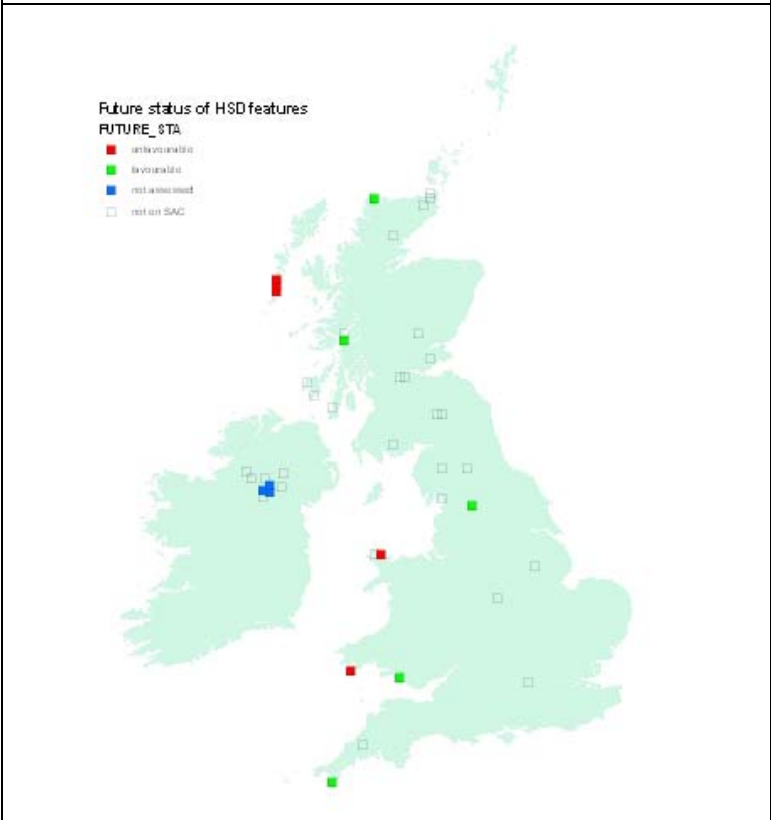 Future status of HSD features
FUTURE_STA
unfavourable
favourable
not assessed
not on SAC